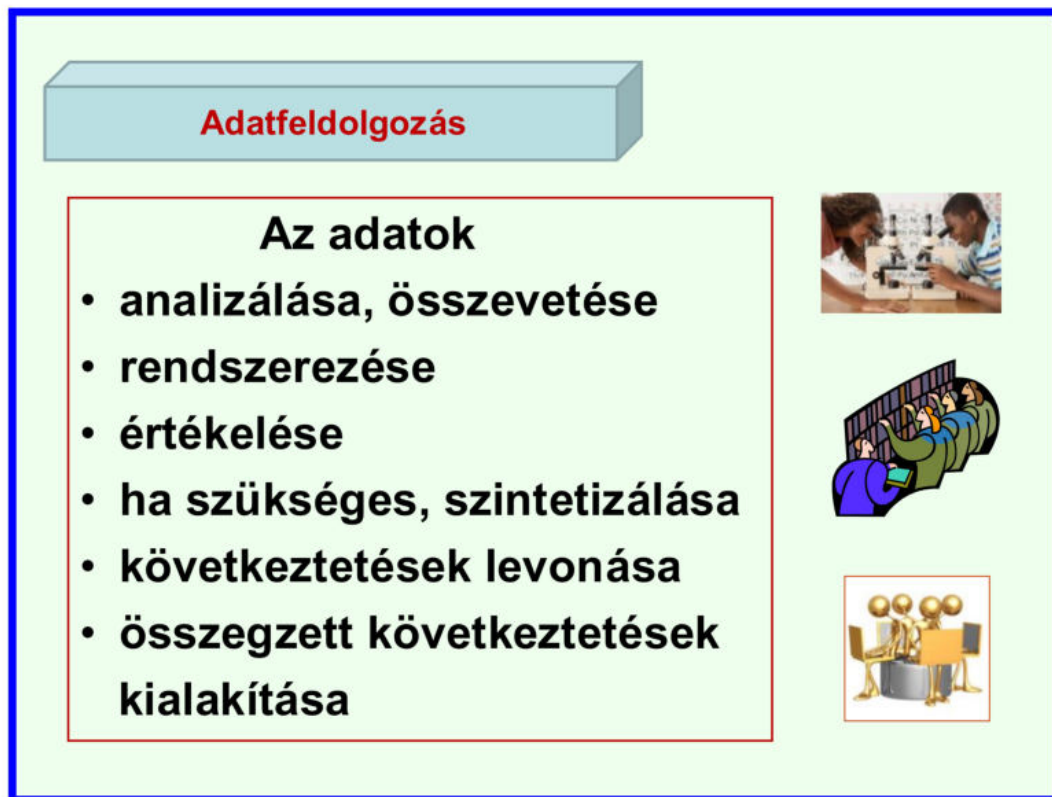 Adatfeldolgozás
Az adatok
• analizálása, összevetése
• rendszerezése
• értékelése
• ha szükséges, szintetizálása
• következtetések levonása
• összegzett következtetések
kialakítása